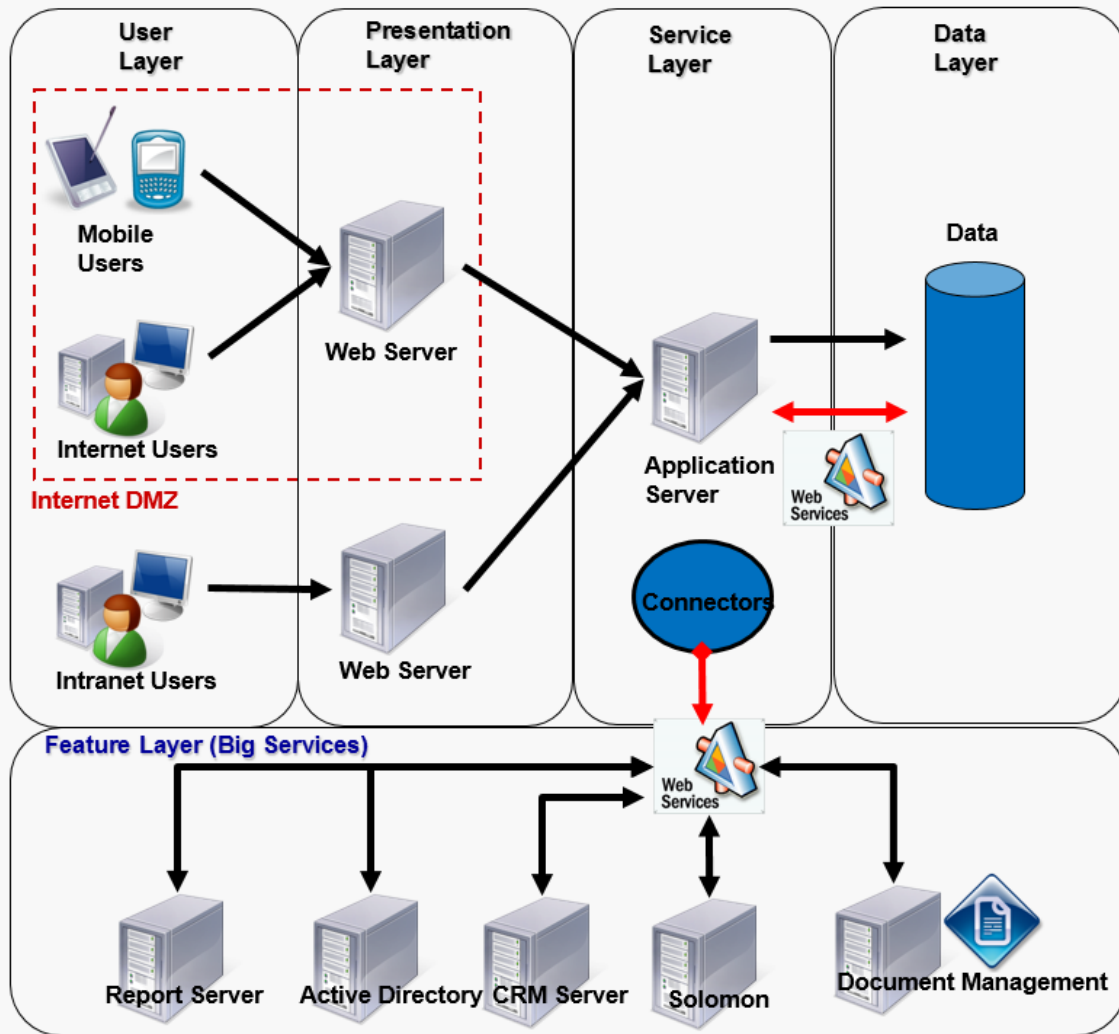 User
Layer
Presentation
Layer
Service
Layer
Data
Layer
Mobile
Users
Web Server
Internet Users
Internet DMZ
Data
Application
Server
Web
Services
Intranet Users
Web Server
Connectors
Feature Layer (Big Services)
Web
Services
Report Server
Active Directory
CRM Server
Solomon
Document Management